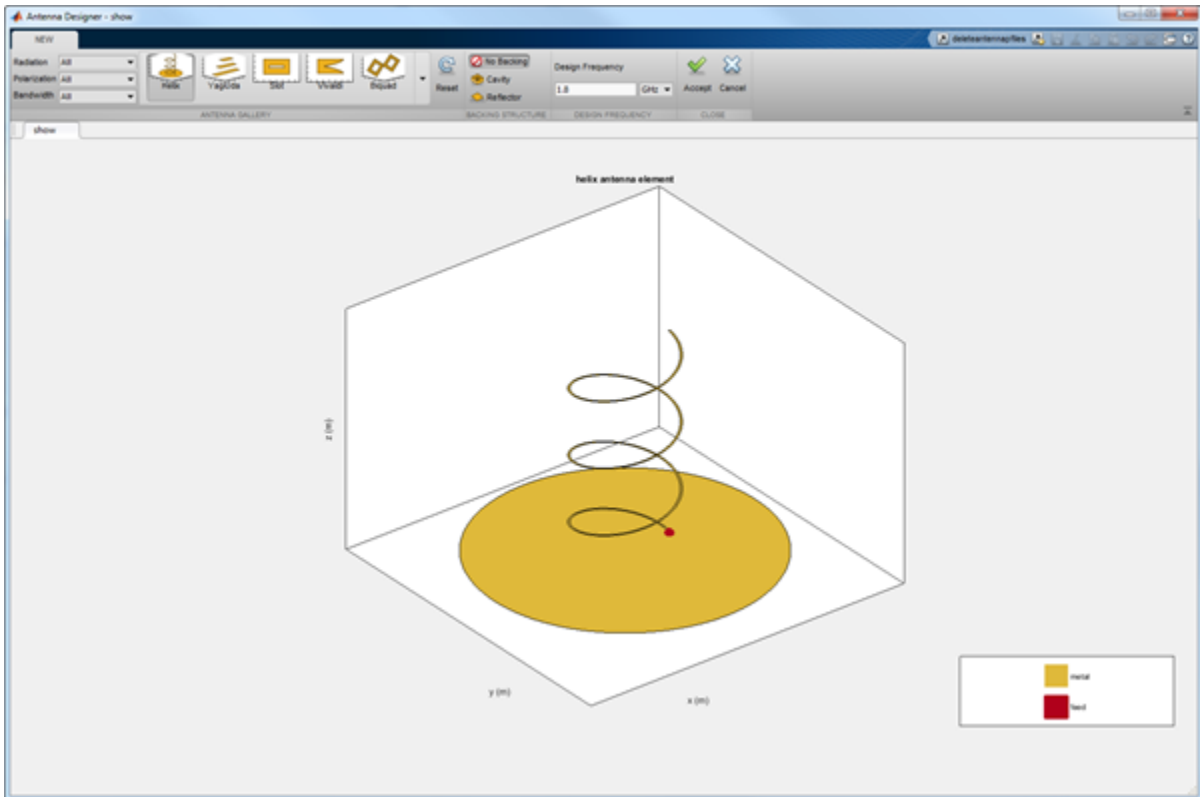 Antenna Designer - show
NEW
deleteantennapfiles
Radiation All
Polarization All
Bandwidth All
Helix
YagiUda
Slot
Vivaldi
Biquad
Reset
No Backing
Cavity
Reflector
Design Frequency
1.8 GHz
Accept Cancel
ANTENNA GALLERY
BACKING STRUCTURE
DESIGN FREQUENCY
CLOSE
show
helix antenna element
z (m)
y (m)
x (m)
metal
feed